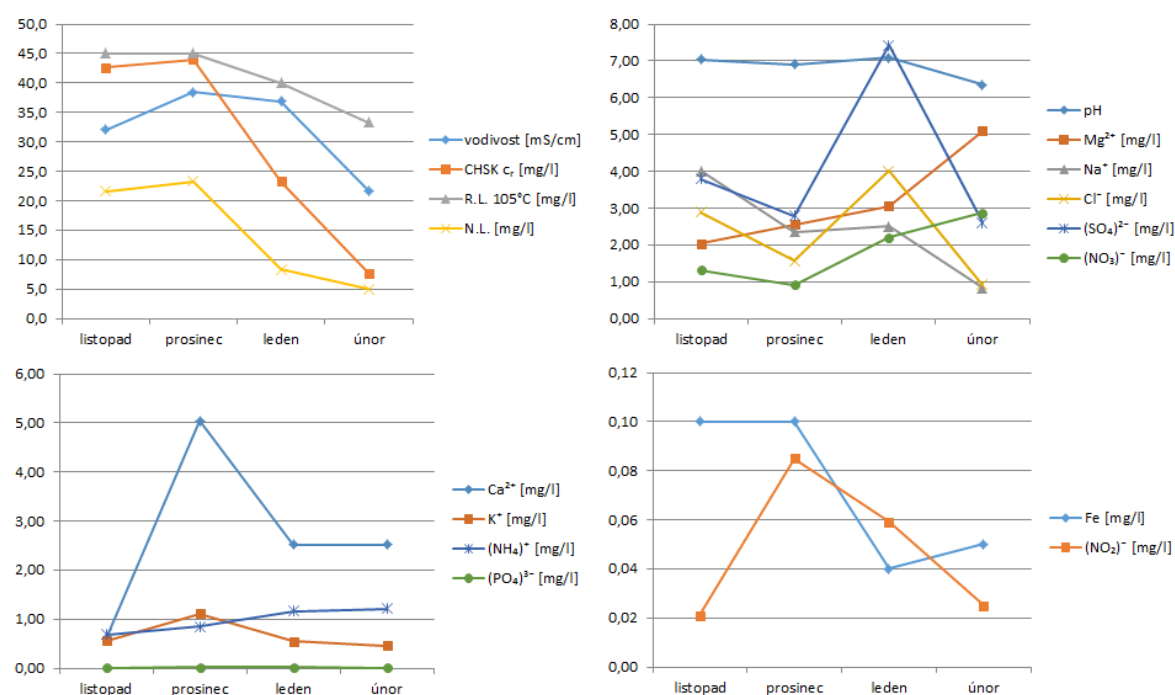 50,0
45,0
40,0
35,0
30,0
25,0
20,0
15,0
10,0
5,0
0,0
listopad prosinec leden únor
vodivost [mS/cm]
CHSK cᵣ [mg/l]
R.L. 105°C [mg/l]
N.L. [mg/l]
8,00
7,00
6,00
5,00
4,00
3,00
2,00
1,00
0,00
listopad prosinec leden únor
pH
Mg²⁺ [mg/l]
Na⁺ [mg/l]
Cl⁻ [mg/l]
(SO₄)²⁻ [mg/l]
(NO₃)⁻ [mg/l]
6,00
5,00
4,00
3,00
2,00
1,00
0,00
listopad prosinec leden únor
Ca²⁺ [mg/l]
K⁺ [mg/l]
(NH₄)⁺ [mg/l]
(PO₄)³⁻ [mg/l]
0,12
0,10
0,08
0,06
0,04
0,02
0,00
listopad prosinec leden únor
Fe [mg/l]
(NO₂)⁻ [mg/l]